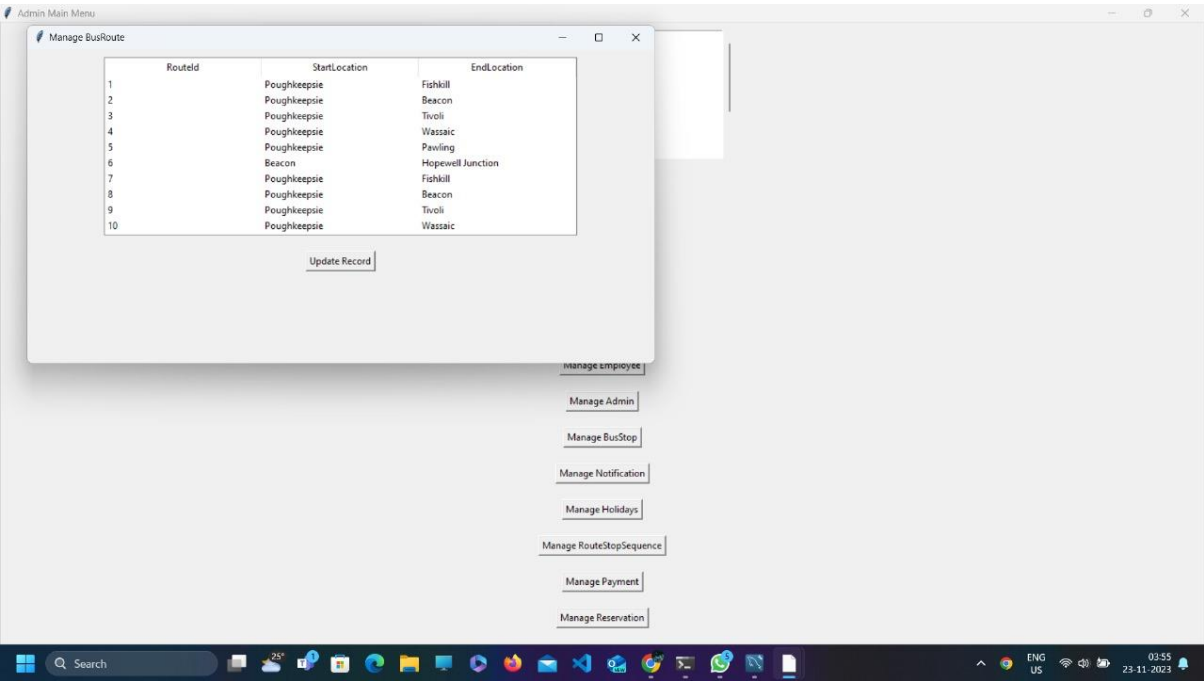 Admin Main Menu
Manage BusRoute
RouteId StartLocation EndLocation
1 Poughkeepsie Fishkill
2 Poughkeepsie Beacon
3 Poughkeepsie Tivoli
4 Poughkeepsie Wassaic
5 Poughkeepsie Pawling
6 Beacon Hopewell Junction
7 Poughkeepsie Fishkill
8 Poughkeepsie Beacon
9 Poughkeepsie Tivoli
10 Poughkeepsie Wassaic
Update Record
Manage Employee
Manage Admin
Manage BusStop
Manage Notification
Manage Holidays
Manage RouteStopSequence
Manage Payment
Manage Reservation
Search
25°
1
5
ENG
US
03:55
23-11-2023